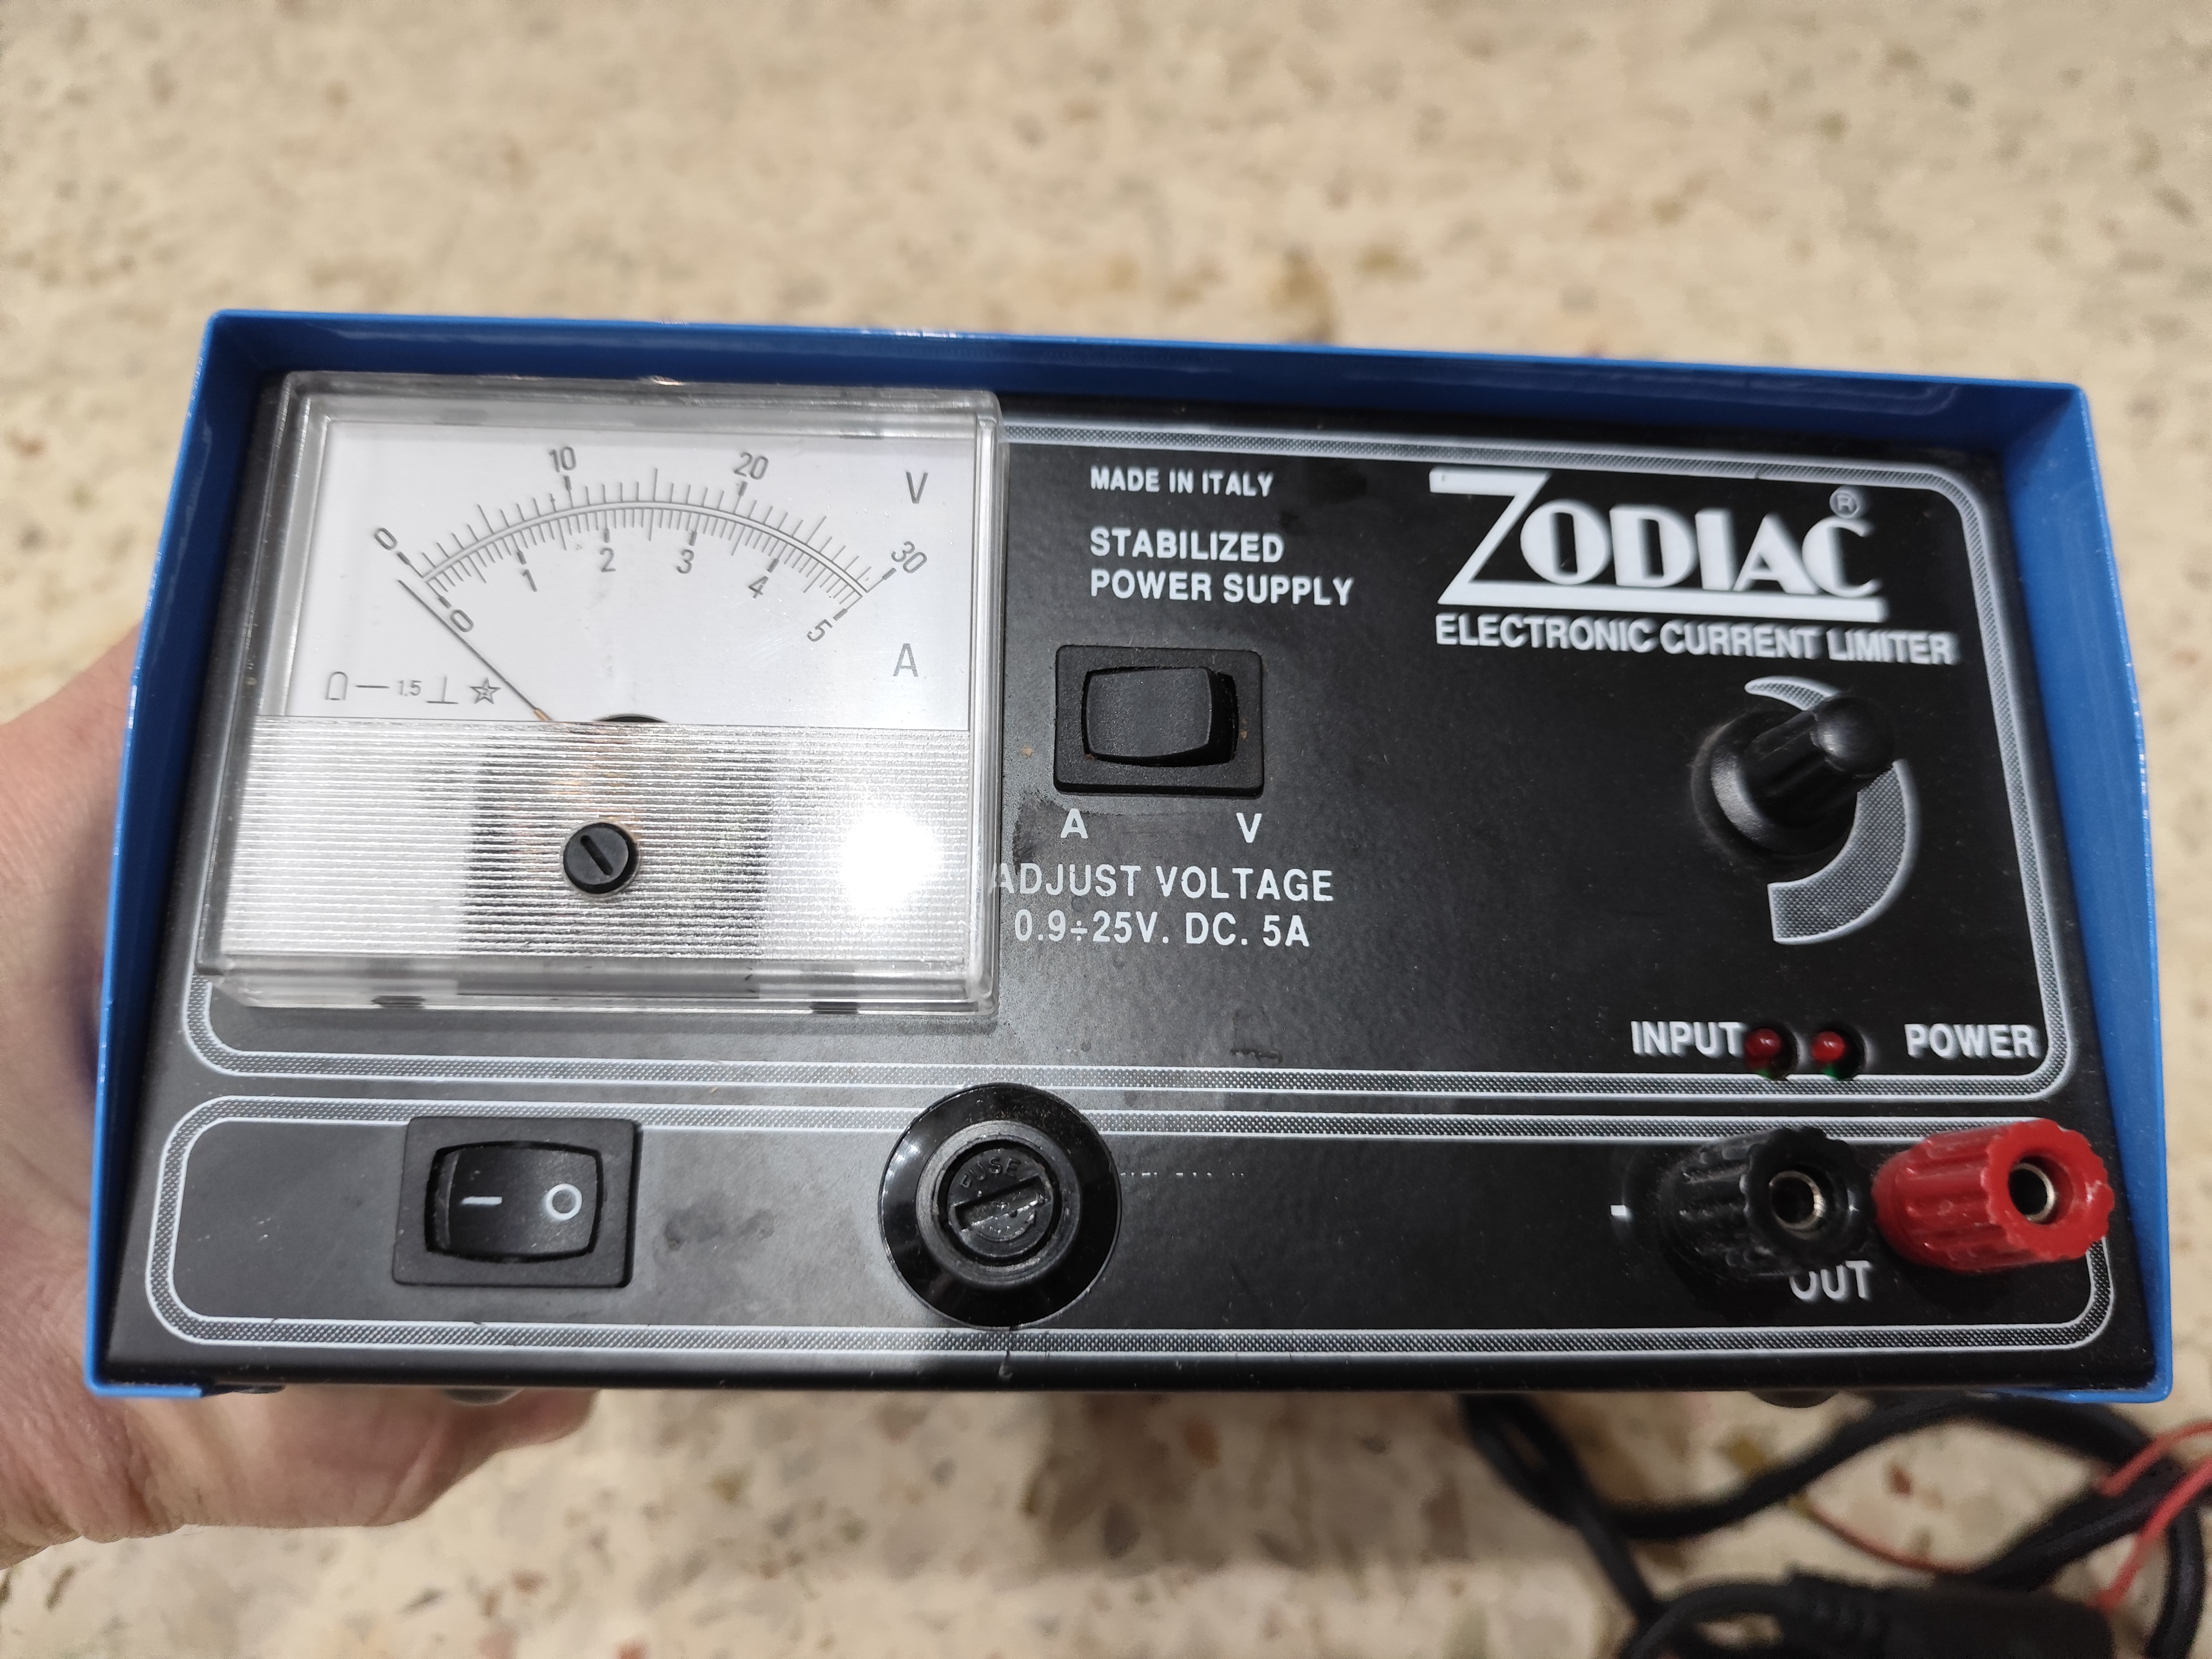 10 20 V
0 30
1 2 3 4
0 5
A
1.5
MADE IN ITALY
STABILIZED
POWER SUPPLY
ZODIAC®
ELECTRONIC CURRENT LIMITER
A V
ADJUST VOLTAGE
0.9÷25V. DC. 5A
INPUT POWER
FUSE
- OUT